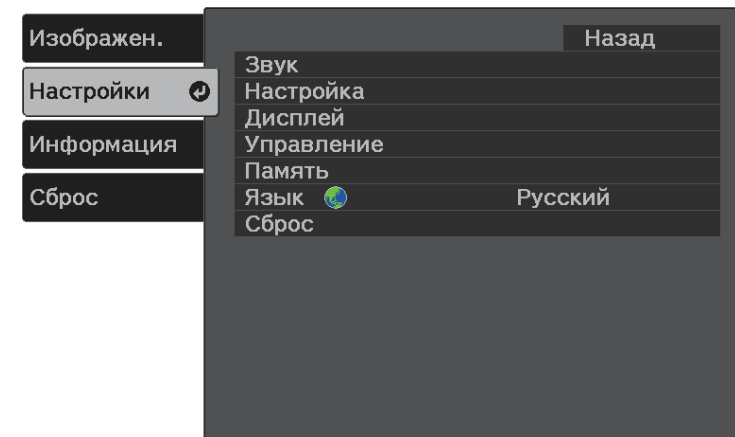 Изображен.
Настройки
Информация
Сброс
Назад
Звук
Настройка
Дисплей
Управление
Память
Язык Русский
Сброс